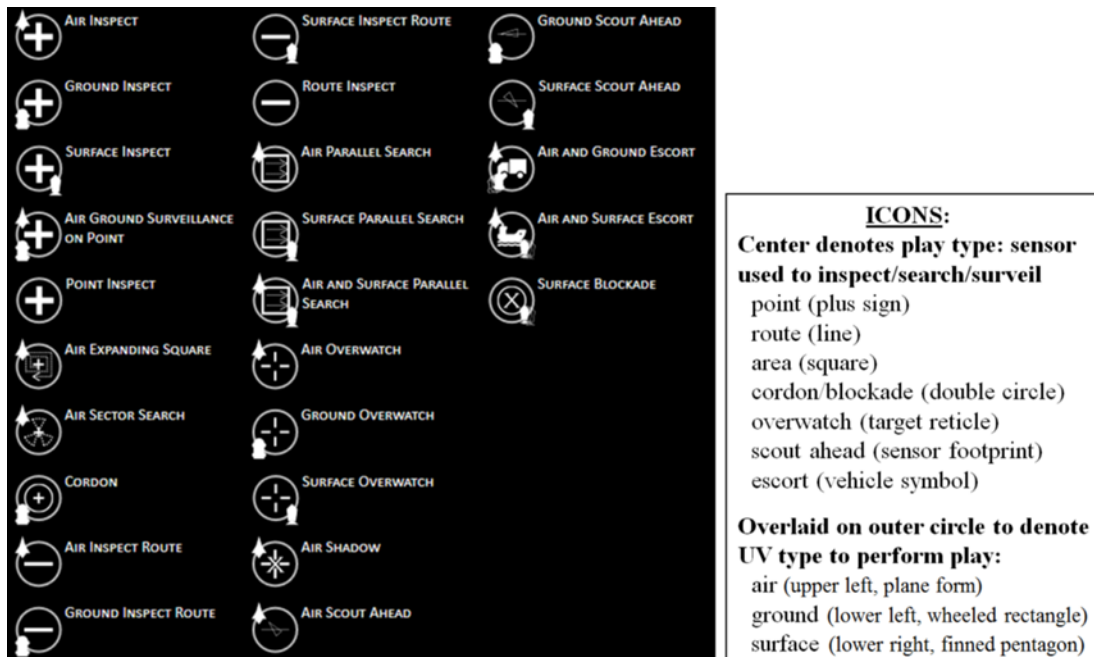 AIR INSPECT
GROUND INSPECT
SURFACE INSPECT
AIR GROUND SURVEILLANCE
ON POINT
POINT INSPECT
AIR EXPANDING SQUARE
AIR SECTOR SEARCH
CORDON
AIR INSPECT ROUTE
GROUND INSPECT ROUTE
SURFACE INSPECT ROUTE
ROUTE INSPECT
AIR PARALLEL SEARCH
SURFACE PARALLEL SEARCH
AIR AND SURFACE PARALLEL
SEARCH
AIR OVERWATCH
GROUND OVERWATCH
SURFACE OVERWATCH
AIR SHADOW
AIR SCOUT AHEAD
GROUND SCOUT AHEAD
SURFACE SCOUT AHEAD
AIR AND GROUND ESCORT
AIR AND SURFACE ESCORT
SURFACE BLOCKADE
ICONS:
Center denotes play type: sensor
used to inspect/search/surveil
point (plus sign)
route (line)
area (square)
cordon/blockade (double circle)
overwatch (target reticle)
scout ahead (sensor footprint)
escort (vehicle symbol)
Overlaid on outer circle to denote
UV type to perform play:
air (upper left, plane form)
ground (lower left, wheeled rectangle)
surface (lower right, finned pentagon)